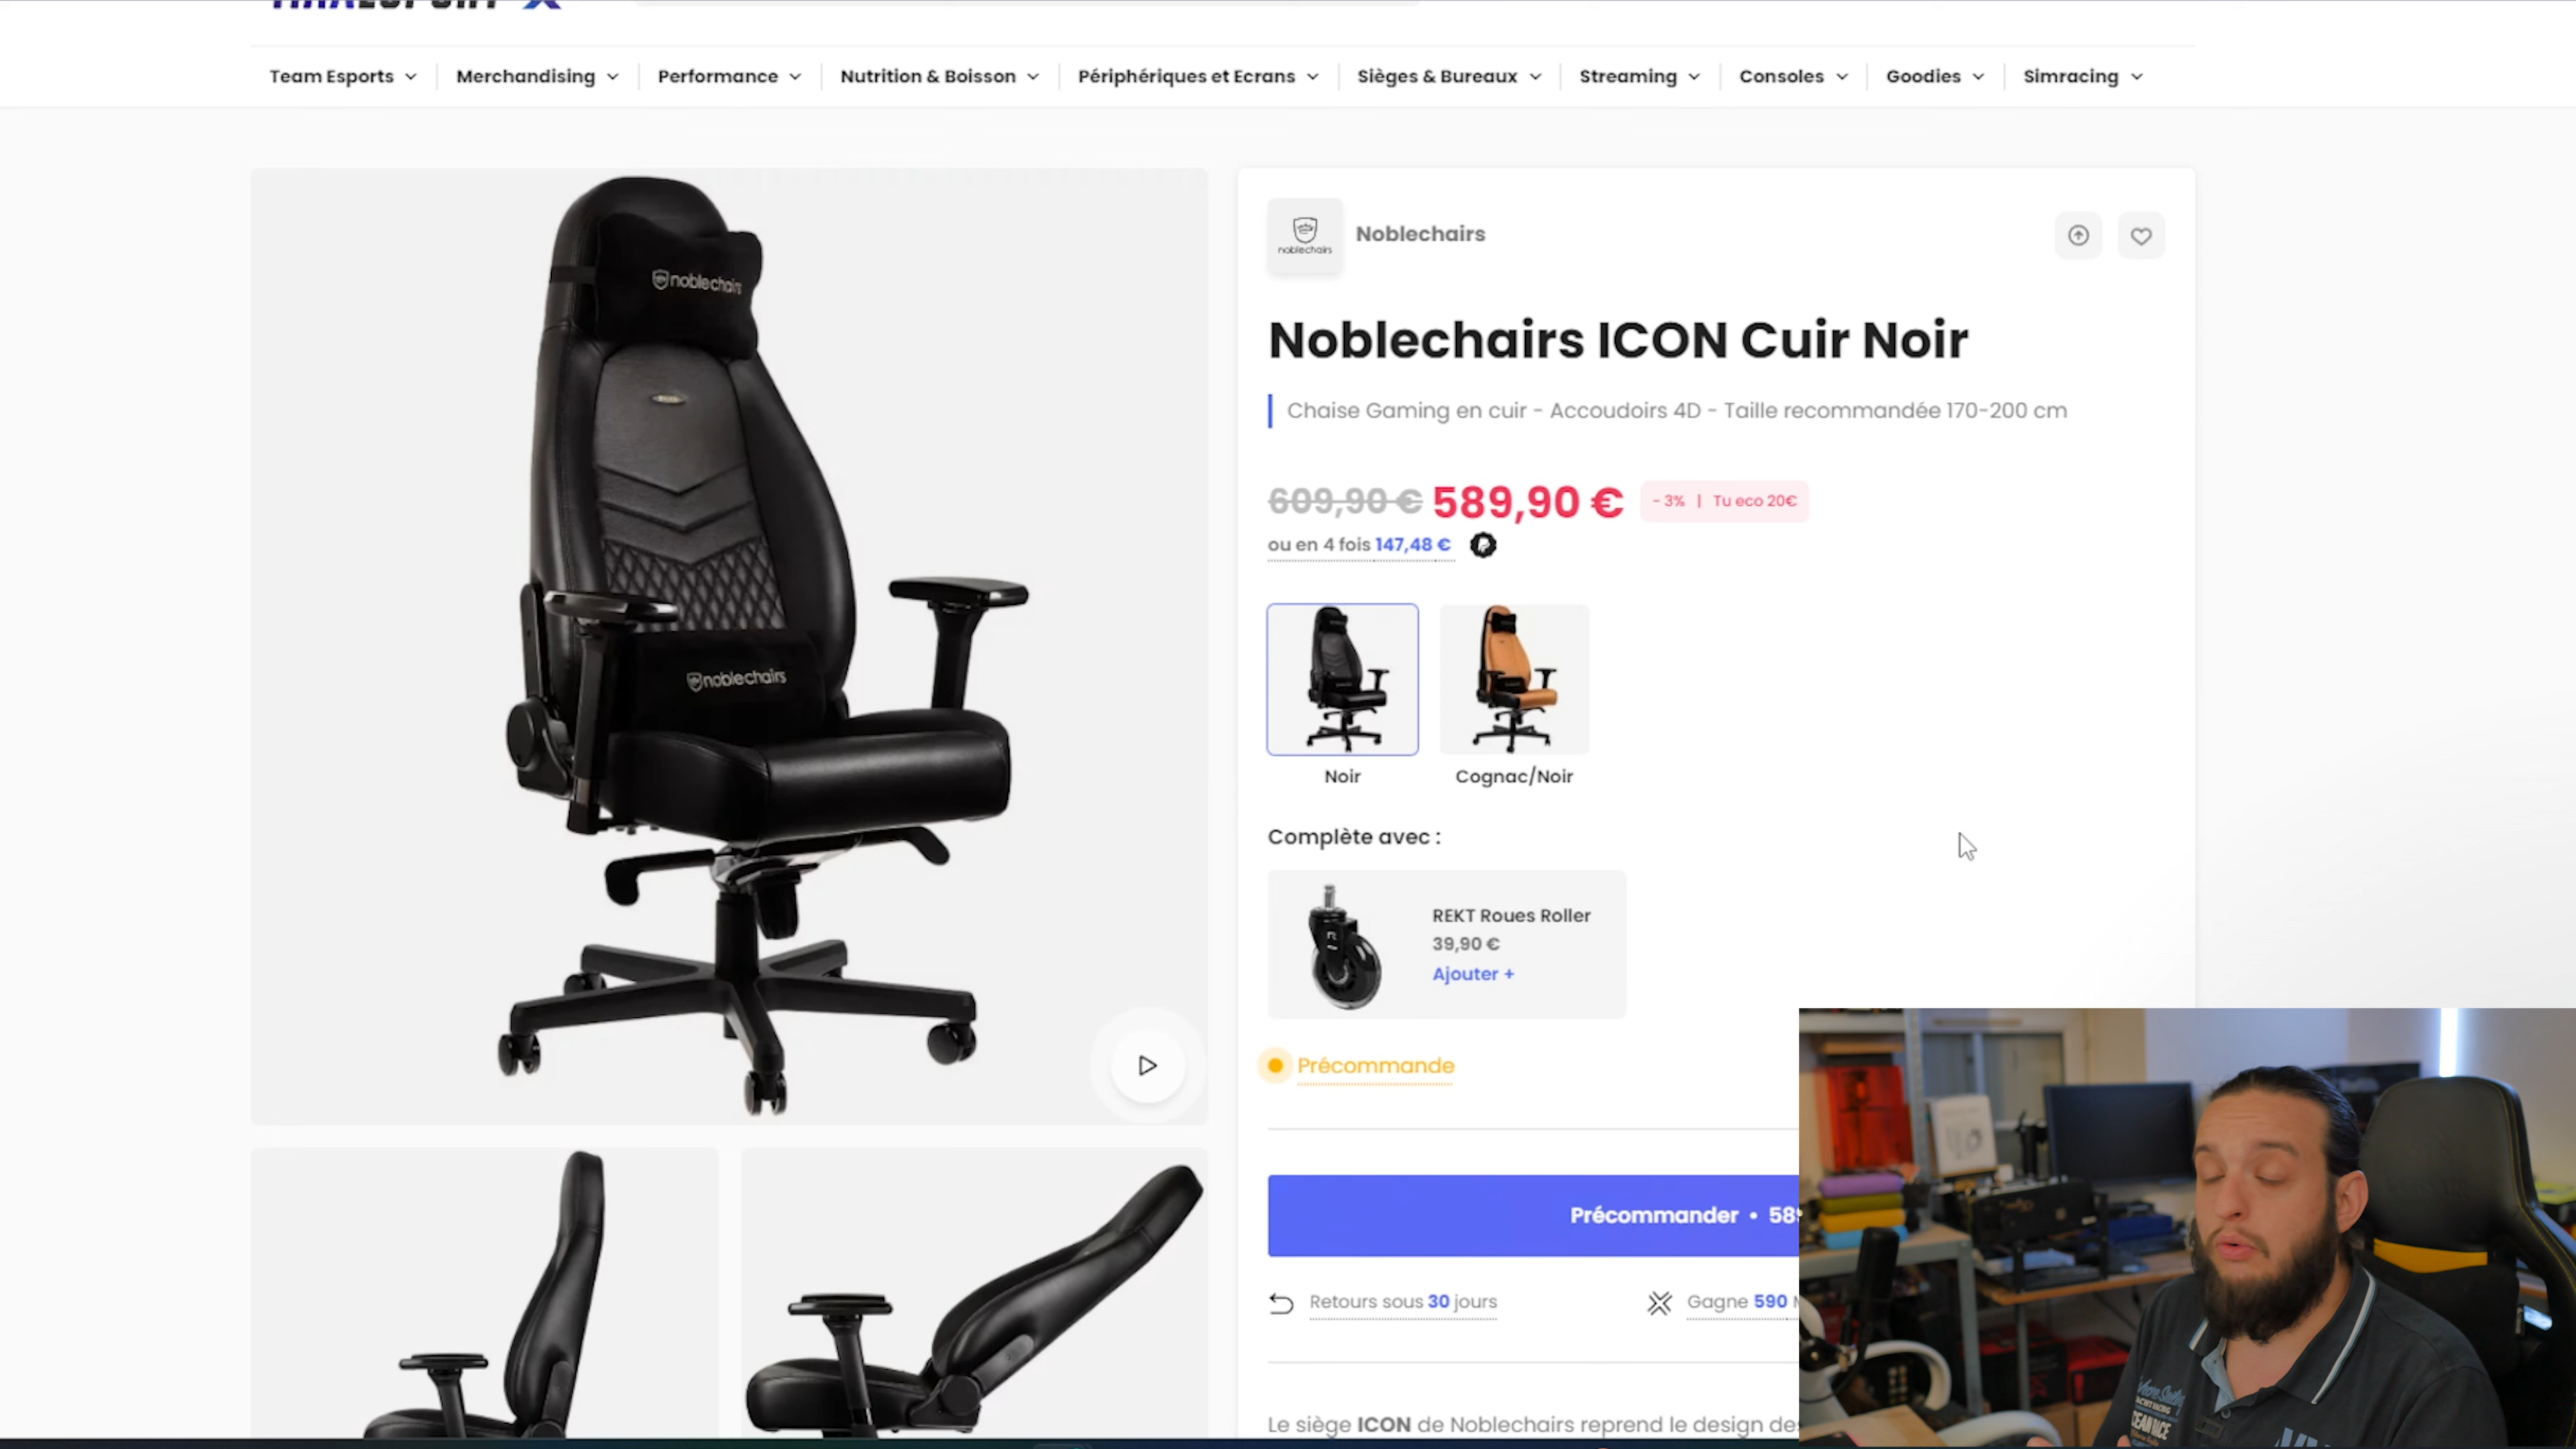 Team Esports
Merchandising
Performance
Nutrition & Boisson
Périphériques et Ecrans
Sièges & Bureaux
Streaming
Consoles
Goodies
Simracing
noblechairs
noblechairs
noblechairs
Noblechairs
Noblechairs ICON Cuir Noir
Chaise Gaming en cuir - Accoudoirs 4D - Taille recommandée 170-200 cm
609,90 € 589,90 € - 3% | Tu eco 20€
ou en 4 fois 147,48 €
Noir
Cognac/Noir
Complète avec :
REKT Roues Roller
39,90 €
Ajouter +
Précommande
Précommander • 58
Retours sous 30 jours
Gagne 590
Le siège ICON de Noblechairs reprend le design